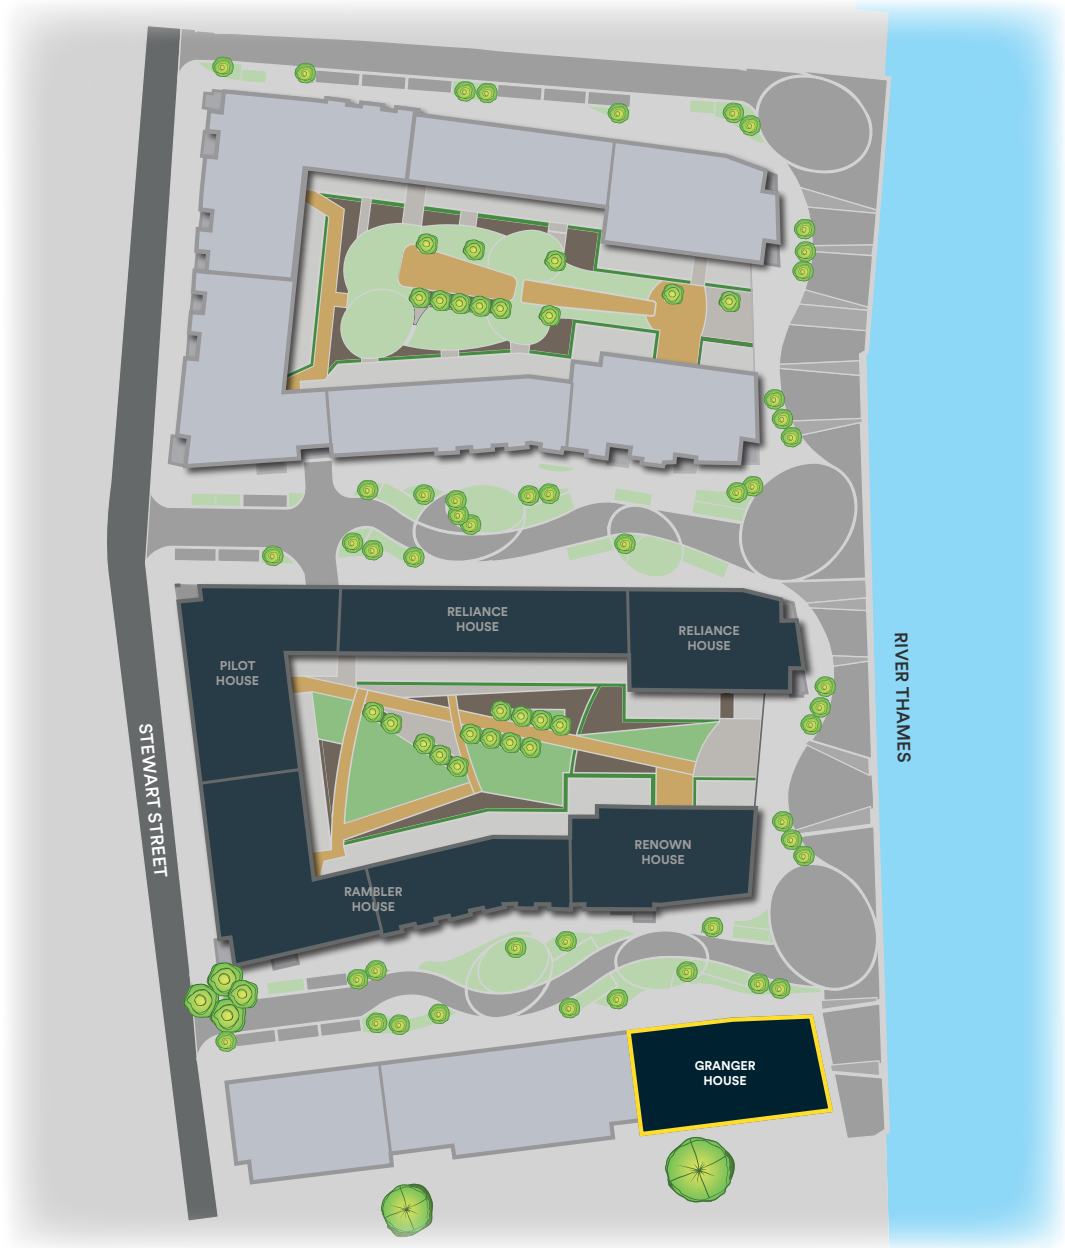 RELIANCE
HOUSE
RELIANCE
HOUSE
PILOT
HOUSE
RIVER THAMES
STEWART STREET
RENOWN
HOUSE
RAMBLER
HOUSE
GRANGER
HOUSE